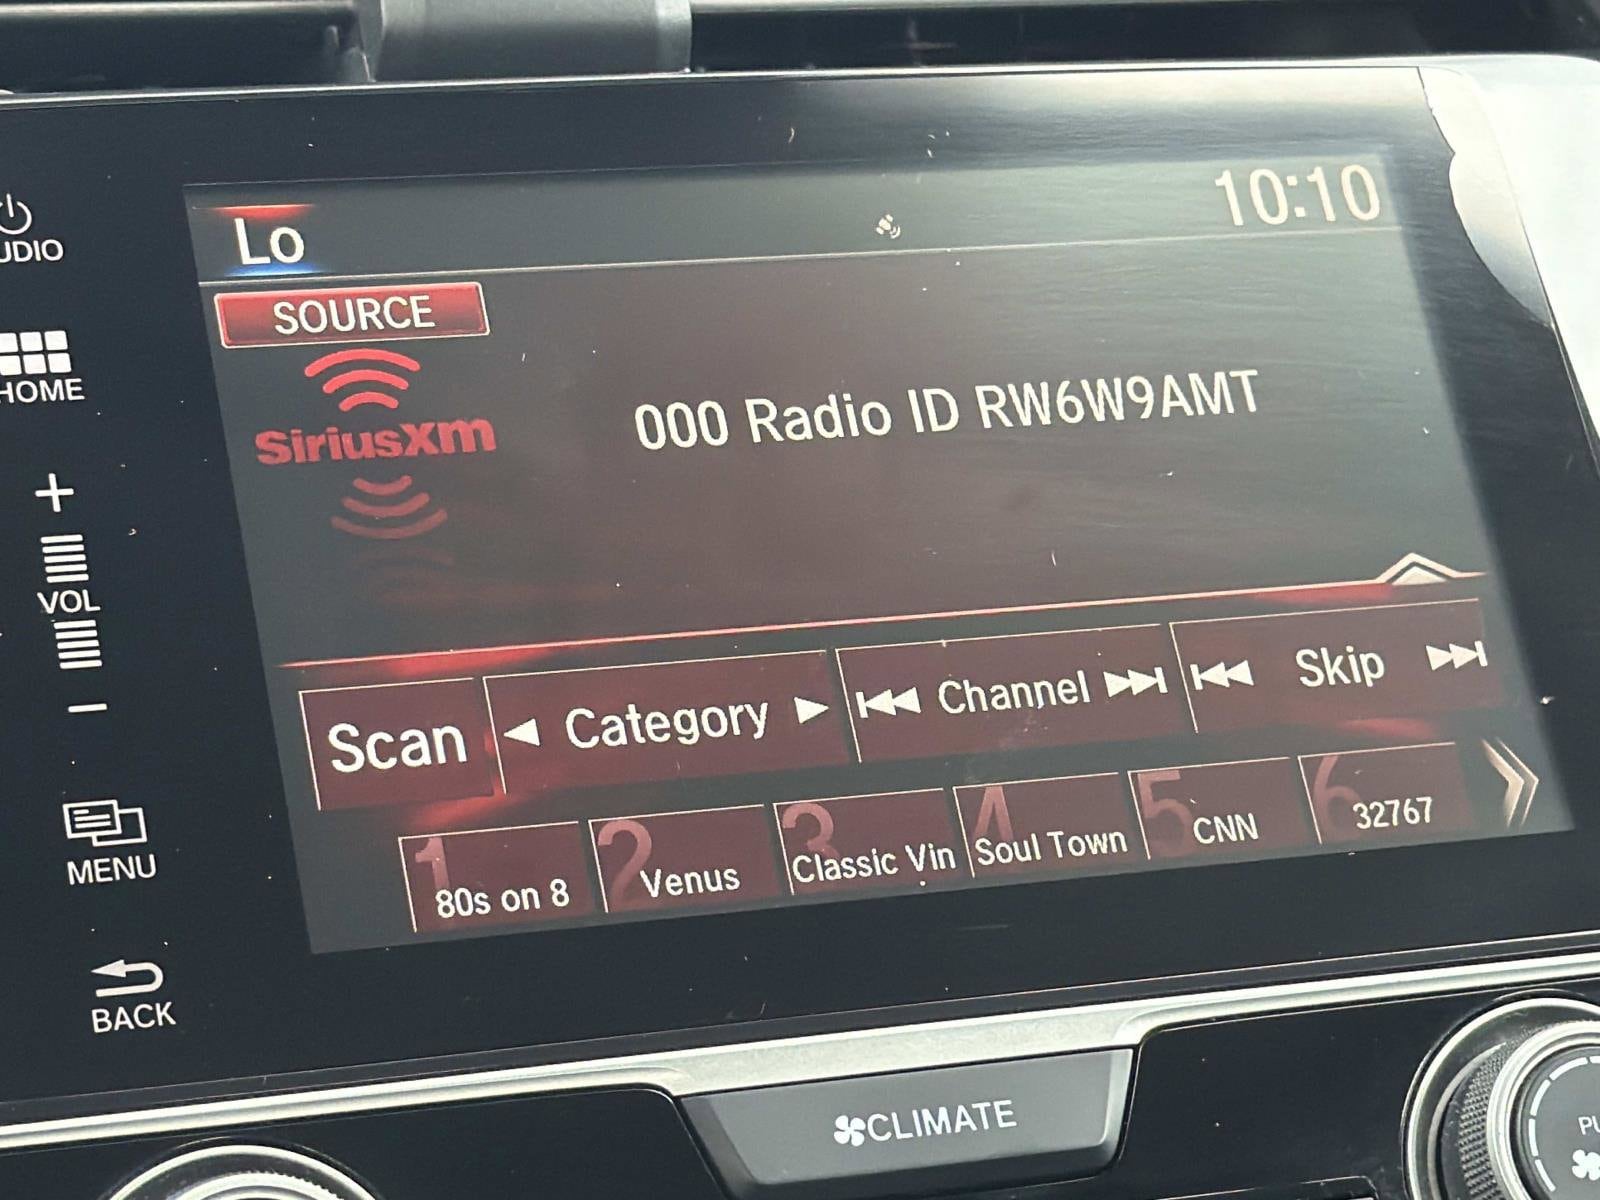 Lo
10:10
UDIO
SOURCE
SiriusXm
000 Radio ID RW6W9AMT
HOME
+
VOL
−
Scan
Category
Channel
Skip
1 80s on 8
2 Venus
3 Classic Vin
4 Soul Town
5 CNN
6 32767
MENU
BACK
CLIMATE
PU